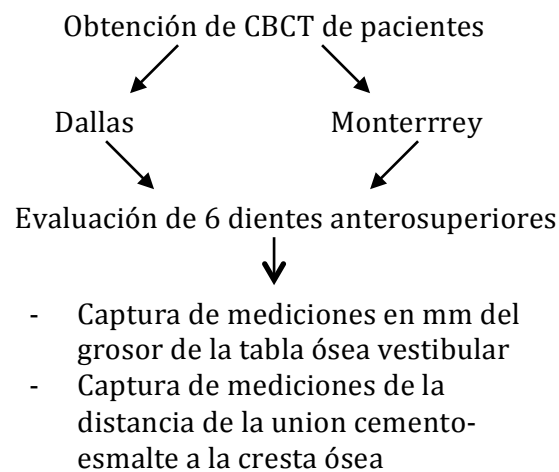 Obtención de CBCT de pacientes
Dallas Monterrrey
Evaluación de 6 dientes anterosuperiores
- Captura de mediciones en mm del
grosor de la tabla ósea vestibular
- Captura de mediciones de la
distancia de la union cemento-
esmalte a la cresta ósea